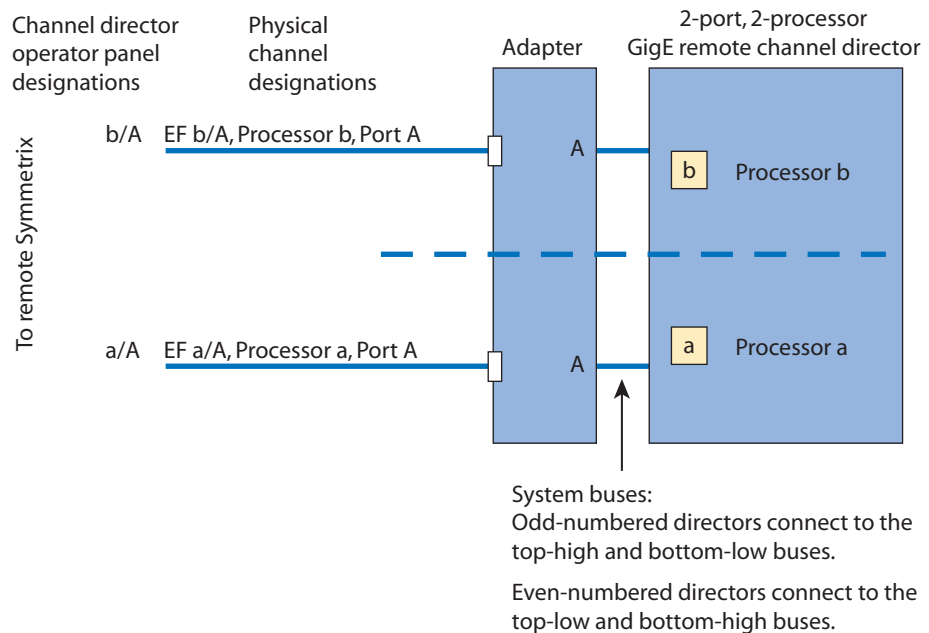 Channel director
operator panel
designations
Physical
channel
designations
Adapter
2-port, 2-processor
GigE remote channel director
To remote Symmetrix
b/A
EF b/A, Processor b, Port A
A
b
Processor b
a/A
EF a/A, Processor a, Port A
A
a
Processor a
System buses:
Odd-numbered directors connect to the
top-high and bottom-low buses.
Even-numbered directors connect to the
top-low and bottom-high buses.